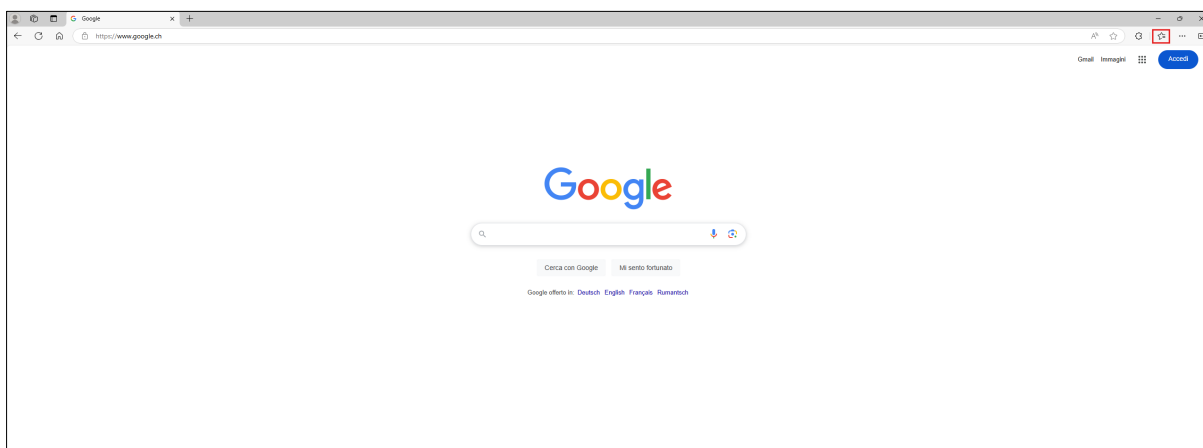 Google
https://www.google.ch
Gmail Immagini Accedi
Google
Cerca con Google Mi sento fortunato
Google offerto in: Deutsch English Français Rumantsch